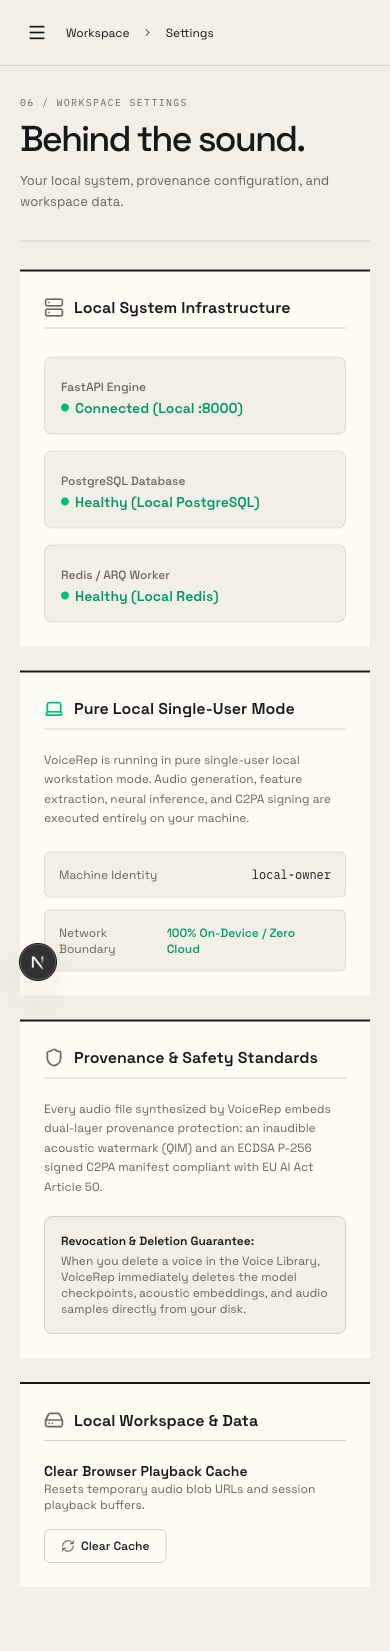 Workspace > Settings
06 / WORKSPACE SETTINGS
Behind the sound.
Your local system, provenance configuration, and
workspace data.
Local System Infrastructure
FastAPI Engine
Connected (Local :8000)
PostgreSQL Database
Healthy (Local PostgreSQL)
Redis / ARQ Worker
Healthy (Local Redis)
Pure Local Single-User Mode
VoiceRep is running in pure single-user local
workstation mode. Audio generation, feature
extraction, neural inference, and C2PA signing are
executed entirely on your machine.
Machine Identity local-owner
Network 100% On-Device / Zero
Boundary Cloud
N
Provenance & Safety Standards
Every audio file synthesized by VoiceRep embeds
dual-layer provenance protection: an inaudible
acoustic watermark (QIM) and an ECDSA P-256
signed C2PA manifest compliant with EU AI Act
Article 50.
Revocation & Deletion Guarantee:
When you delete a voice in the Voice Library,
VoiceRep immediately deletes the model
checkpoints, acoustic embeddings, and audio
samples directly from your disk.
Local Workspace & Data
Clear Browser Playback Cache
Resets temporary audio blob URLs and session
playback buffers.
Clear Cache